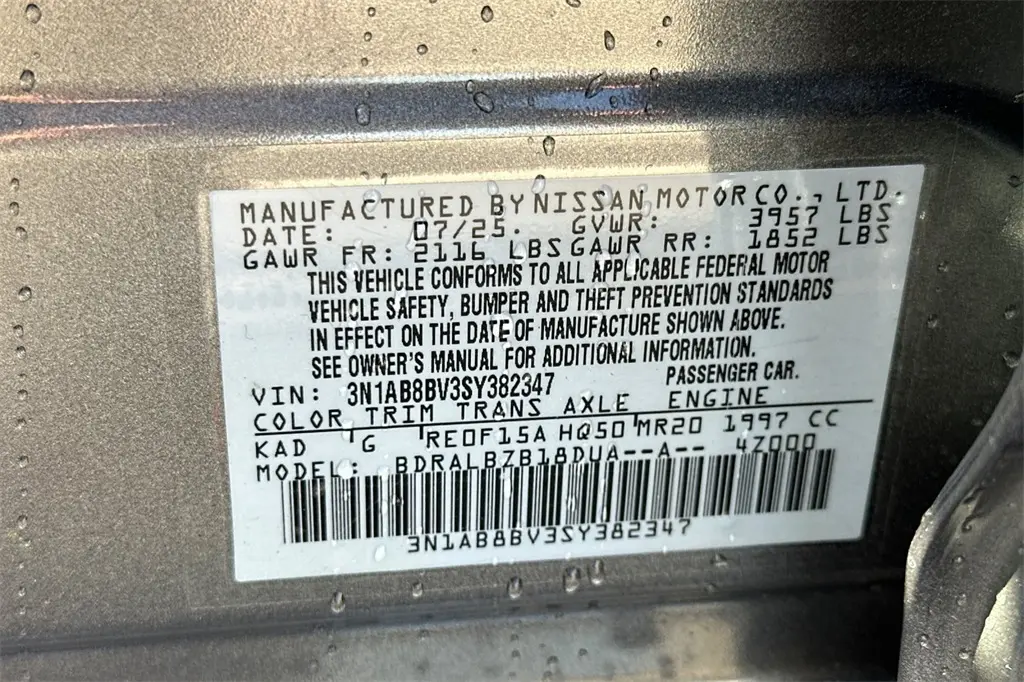 MANUFACTURED BY NISSAN MOTOR CO., LTD.
DATE: 07/25. GVWR: 3957 LBS
GAWR FR: 2116 LBS GAWR RR: 1852 LBS
THIS VEHICLE CONFORMS TO ALL APPLICABLE FEDERAL MOTOR
VEHICLE SAFETY, BUMPER AND THEFT PREVENTION STANDARDS
IN EFFECT ON THE DATE OF MANUFACTURE SHOWN ABOVE.
SEE OWNER'S MANUAL FOR ADDITIONAL INFORMATION.
VIN: 3N1AB8BV3SY382347 PASSENGER CAR.
COLOR TRIM TRANS AXLE ENGINE
KAD G RE0F15A HQ50 MR20 1997 CC
MODEL: BDRALBZB18DUA--A-- 4Z000
3N1AB8BV3SY382347